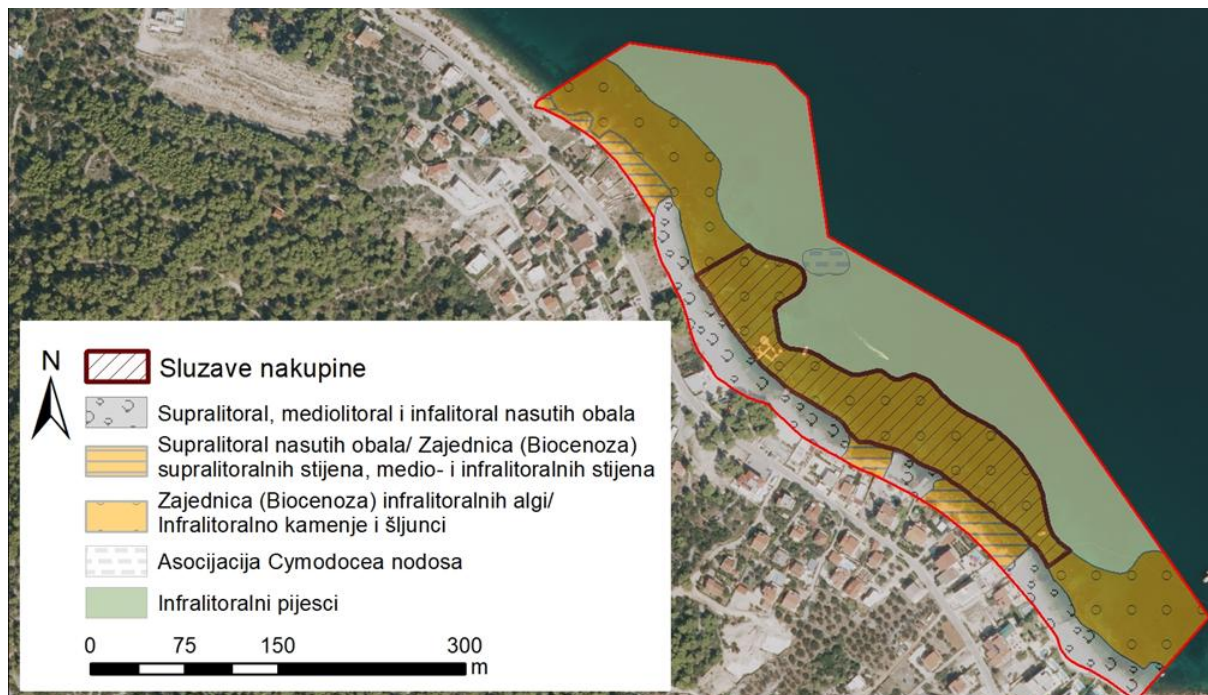 N
Sluzave nakupine
Supralitoral, mediolitoral i infalitoral nasutih obala
Supralitoral nasutih obala/ Zajednica (Biocenoza)
supralitoralnih stijena, medio- i infralitoralnih stijena
Zajednica (Biocenoza) infralitoralnih algi/
Infralitoralno kamenje i šljunci
Asocijacija Cymodocea nodosa
Infralitoralni pijesci
0 75 150 300
m